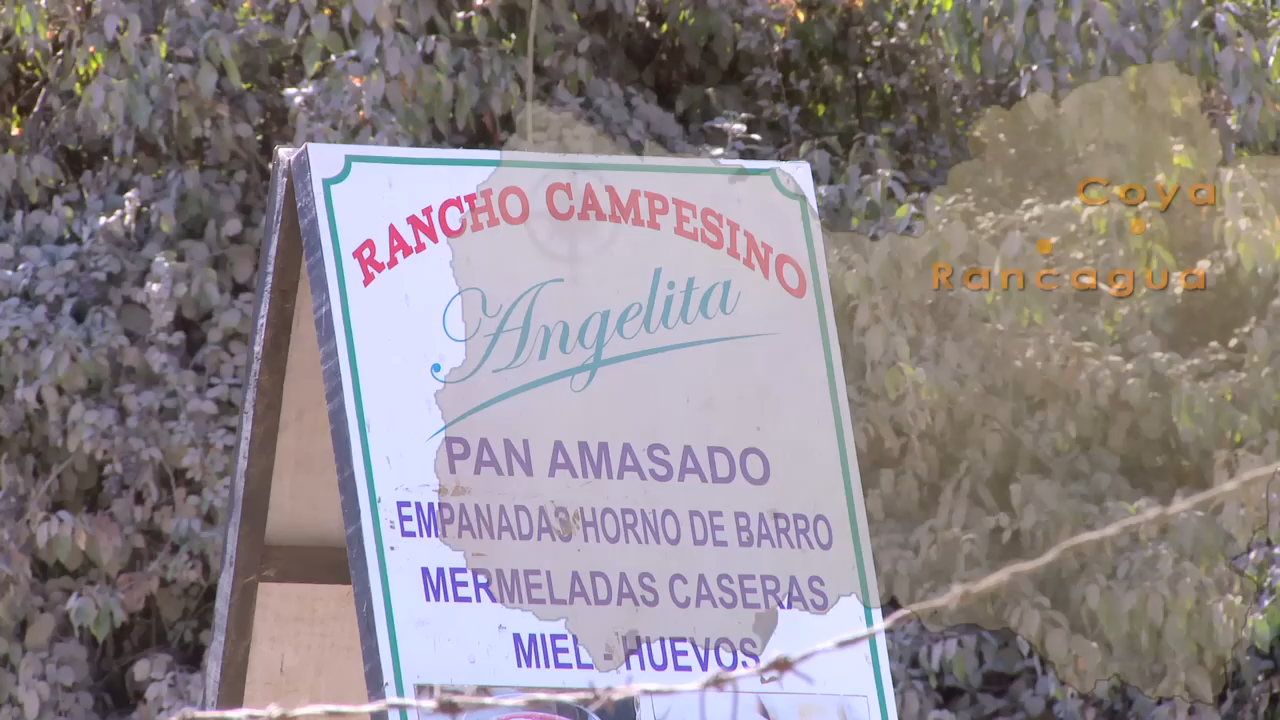 RANCHO CAMPESINO
Angelita
PAN AMASADO
EMPANADAS HORNO DE BARRO
MERMELADAS CASERAS
MIEL - HUEVOS
Coya
Rancagua